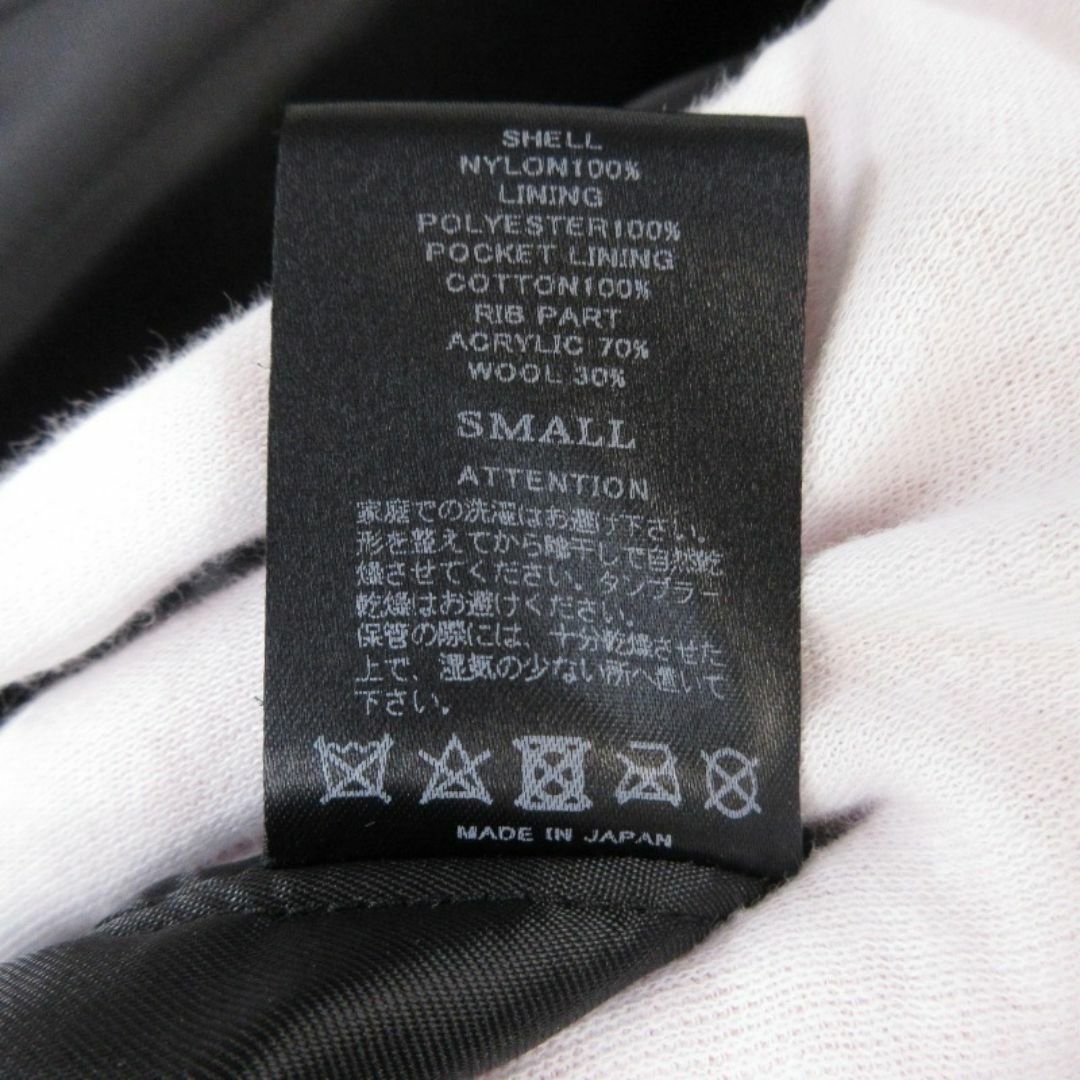 SHELL
NYLON100%
LINING
POLYESTER100%
POCKET LINING
COTTON100%
RIB PART
ACRYLIC 70%
WOOL 30%
SMALL
ATTENTION
家庭での洗濯はお避け下さい。
形を整えてから陰干しで自然乾
燥させてください。タンブラー
乾燥はお避けください。
保管の際には、十分乾燥させた
上で、湿気の少ない所へ置いて
下さい。
MADE IN JAPAN